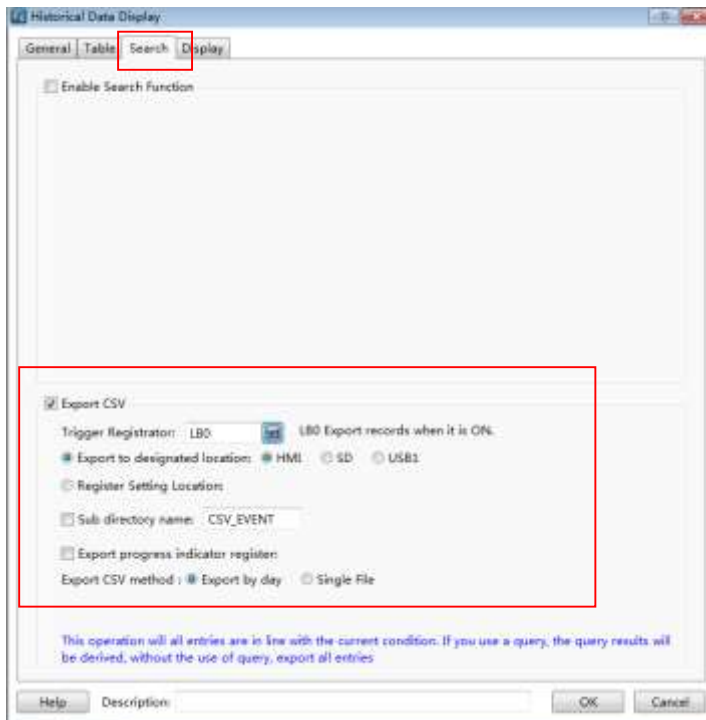 Historical Data Display
General Table Search Display
Enable Search Function
Export CSV
Trigger Registrator: LB0 LB0 Export records when it is ON.
Export to designated location: HMI SD USB1
Register Setting Location:
Sub directory name: CSV_EVENT
Export progress indicator register:
Export CSV method : Export by day Single File
This operation will all entries are in line with the current condition. If you use a query, the query results will
be derived, without the use of query, export all entries
Help Description: OK Cancel